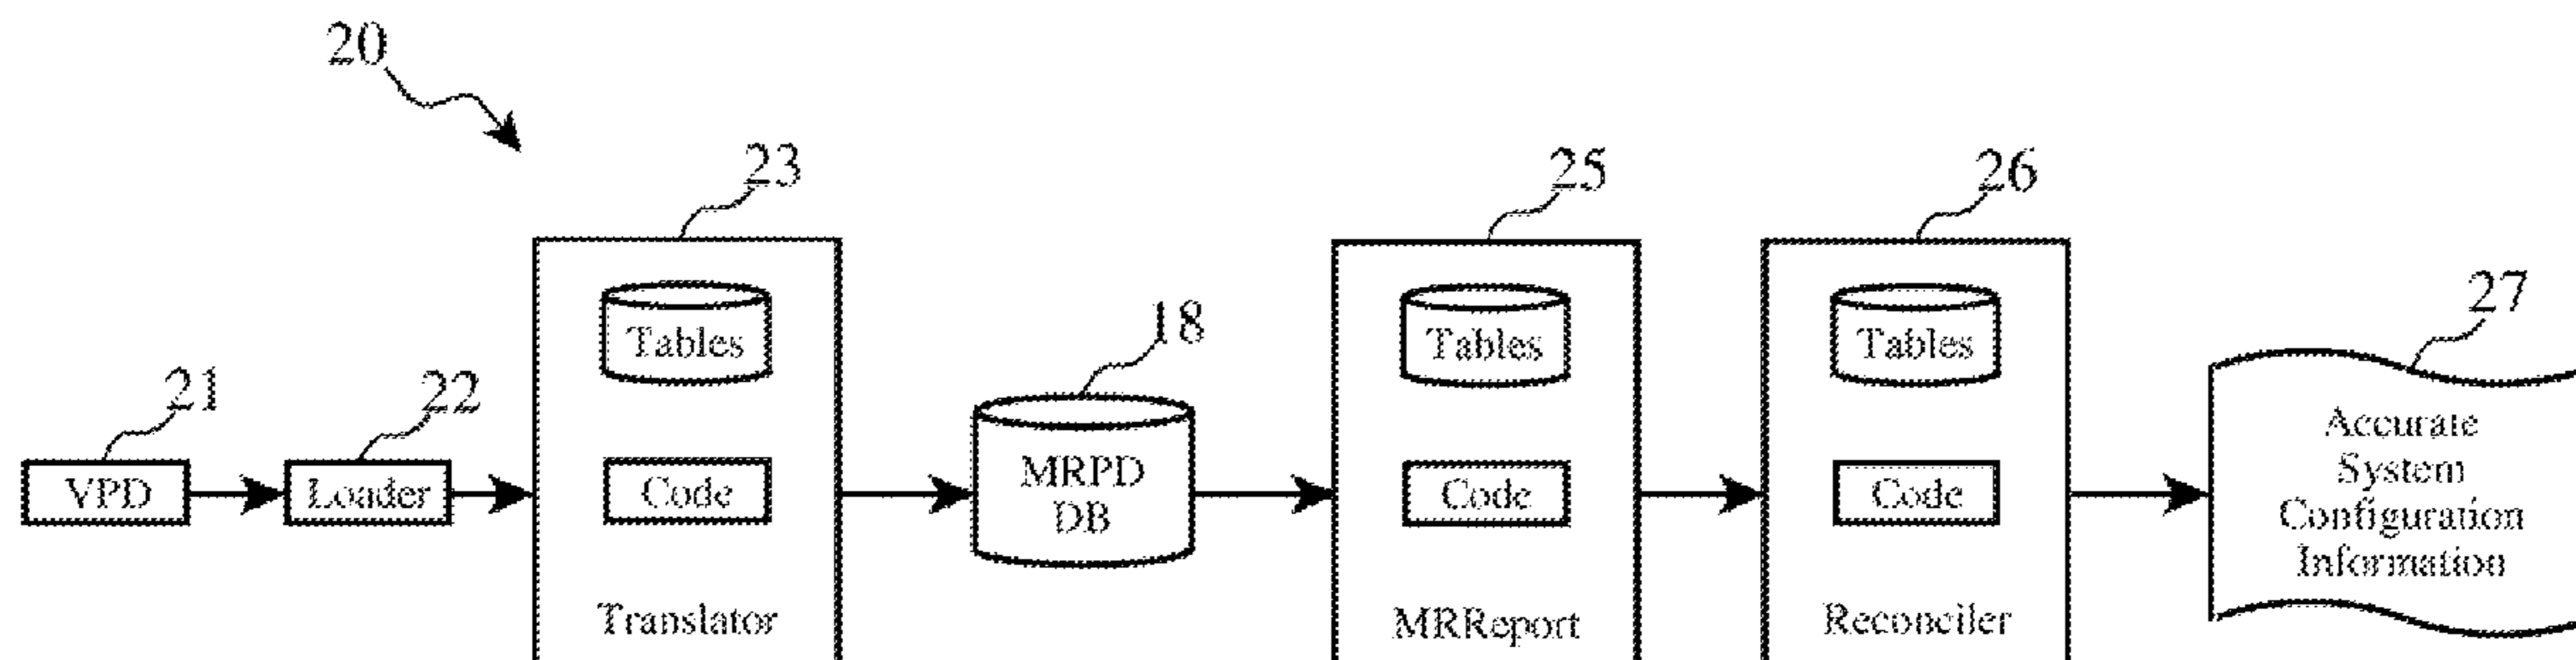 20
23
25
26
27
18
21
22
Tables
Tables
Tables
VPD
Loader
Code
MRPD
DB
Code
Code
Accurate
System
Configuration
Information
Translator
MRReport
Reconciler